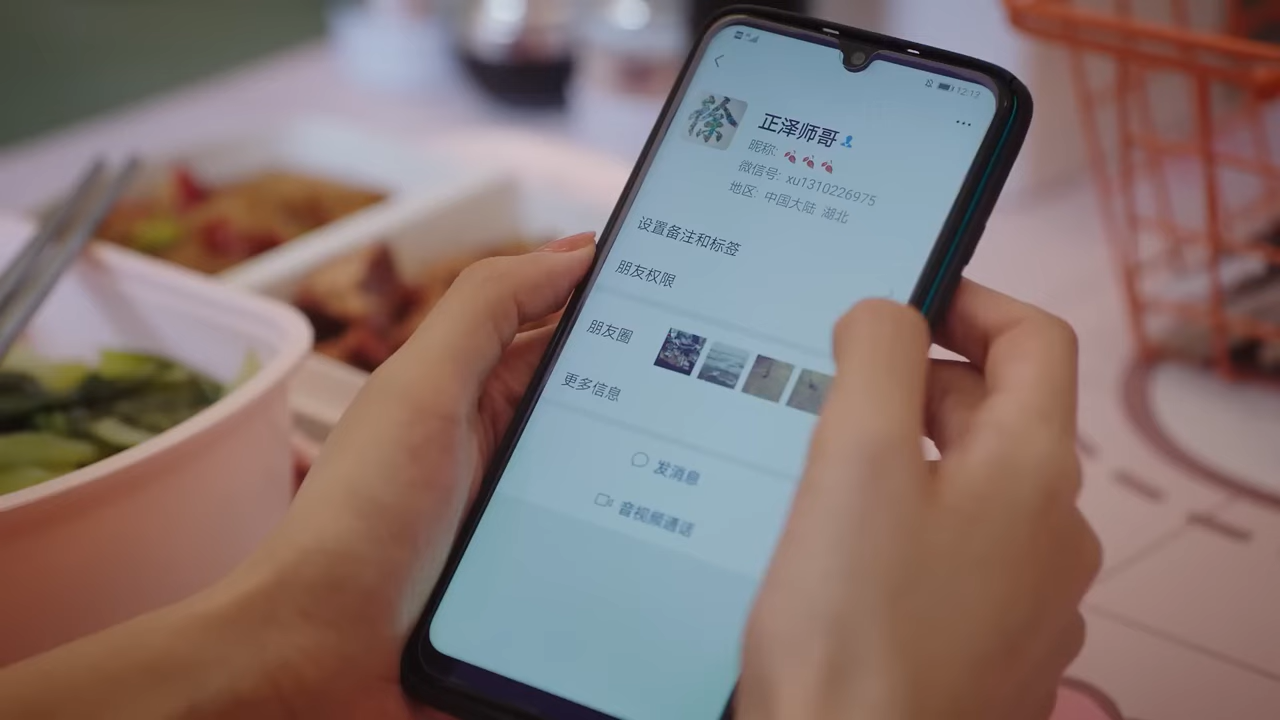 12:13
徐
正泽师哥
昵称: 🍂🍂🍂
微信号: xu1310226975
地区: 中国大陆 湖北
设置备注和标签
朋友权限
朋友圈
更多信息
发消息
音视频通话